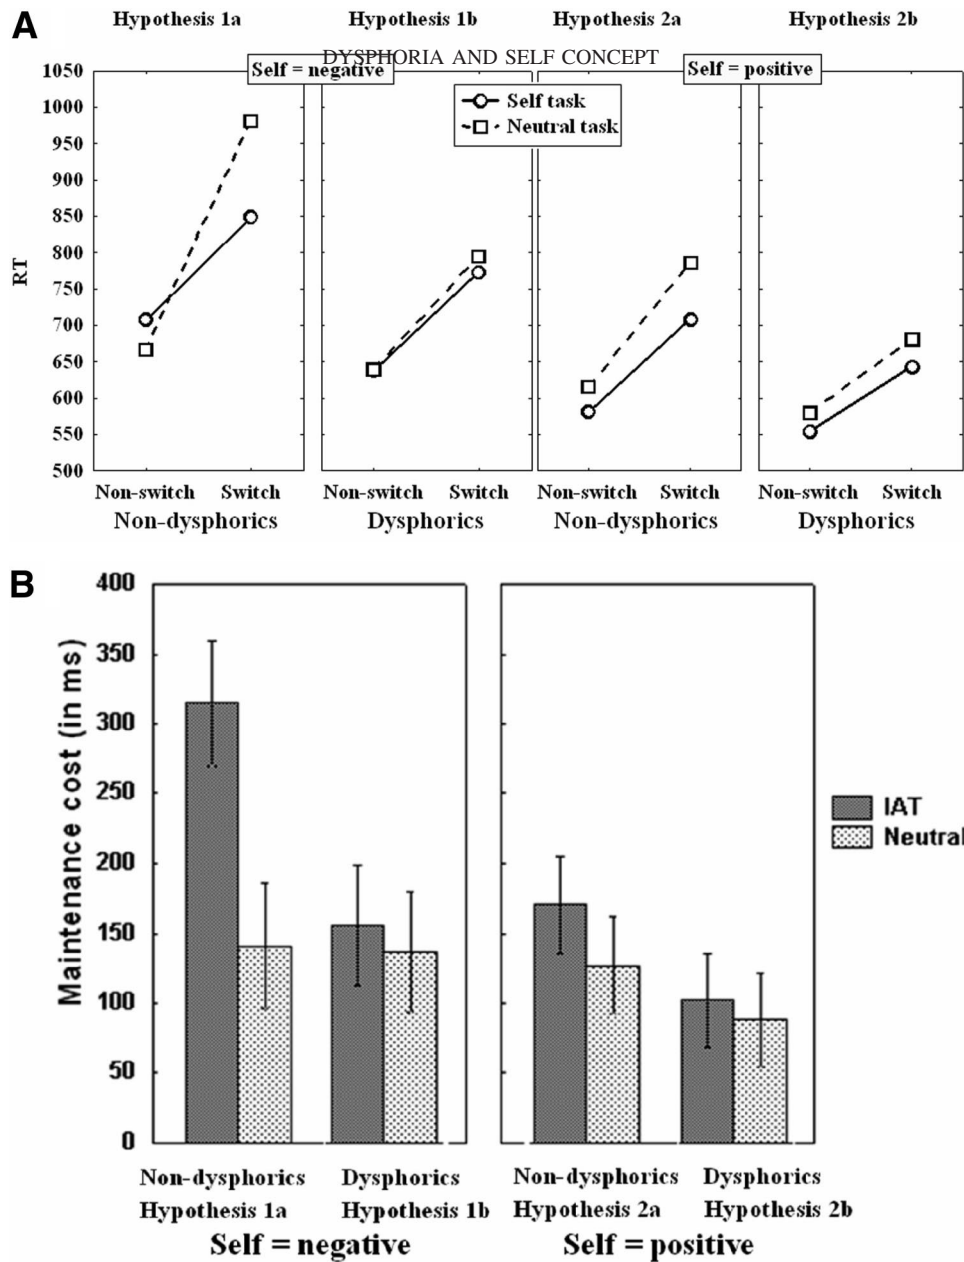 A
Hypothesis 1a Hypothesis 1b Hypothesis 2a Hypothesis 2b
DYSPHORIA AND SELF CONCEPT
Self = negative Self = positive
Self task
Neutral task
RT
1050
1000
950
900
850
800
750
700
650
600
550
500
Non-switch Switch Non-switch Switch Non-switch Switch Non-switch Switch
Non-dysphorics Dysphorics Non-dysphorics Dysphorics
B
Maintenance cost (in ms)
400
350
300
250
200
150
100
50
0
IAT
Neutral
Non-dysphorics Dysphorics Non-dysphorics Dysphorics
Hypothesis 1a Hypothesis 1b Hypothesis 2a Hypothesis 2b
Self = negative Self = positive